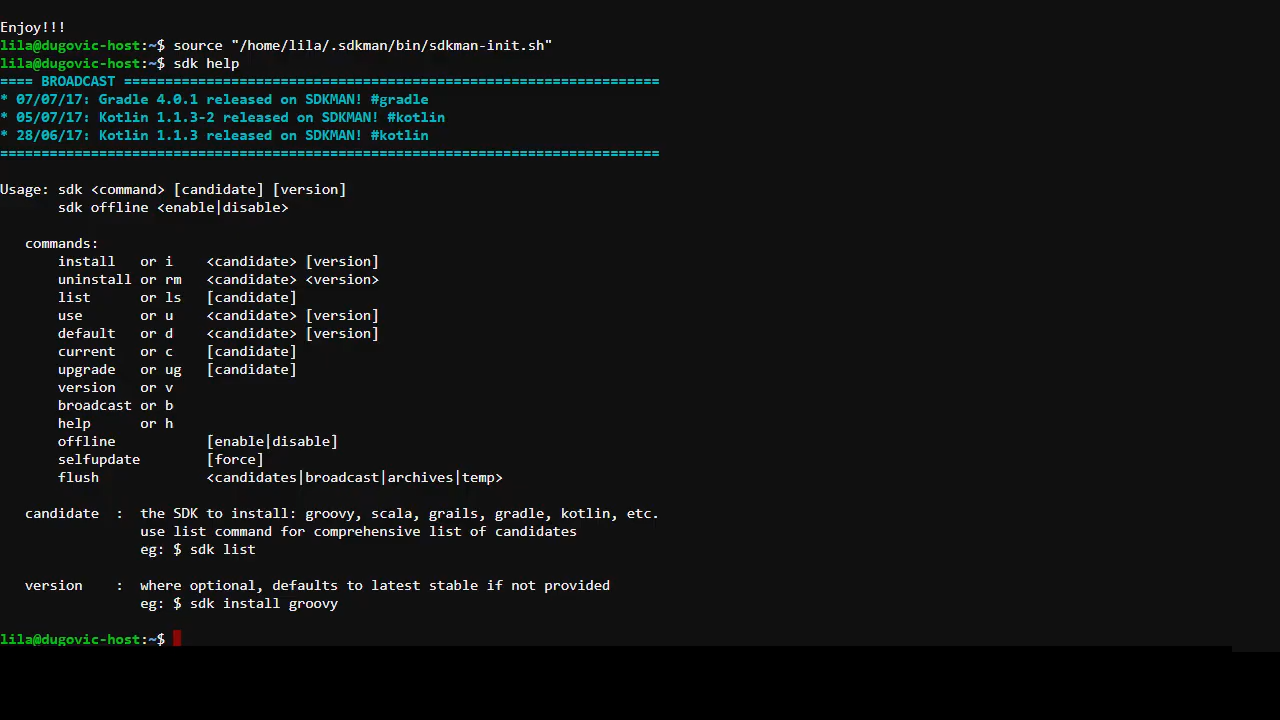 Enjoy!!!
lila@dugovic-host:~$ source "/home/lila/.sdkman/bin/sdkman-init.sh"
lila@dugovic-host:~$ sdk help
==== BROADCAST =================================================================
* 07/07/17: Gradle 4.0.1 released on SDKMAN! #gradle
* 05/07/17: Kotlin 1.1.3-2 released on SDKMAN! #kotlin
* 28/06/17: Kotlin 1.1.3 released on SDKMAN! #kotlin
================================================================================
Usage: sdk <command> [candidate] [version]
       sdk offline <enable|disable>
   commands:
       install   or i    <candidate> [version]
       uninstall or rm   <candidate> <version>
       list      or ls   [candidate]
       use       or u    <candidate> [version]
       default   or d    <candidate> [version]
       current   or c    [candidate]
       upgrade   or ug   [candidate]
       version   or v
       broadcast or b
       help      or h
       offline           [enable|disable]
       selfupdate        [force]
       flush             <candidates|broadcast|archives|temp>
   candidate  :  the SDK to install: groovy, scala, grails, gradle, kotlin, etc.
                 use list command for comprehensive list of candidates
                 eg: $ sdk list
   version    :  where optional, defaults to latest stable if not provided
                 eg: $ sdk install groovy
lila@dugovic-host:~$